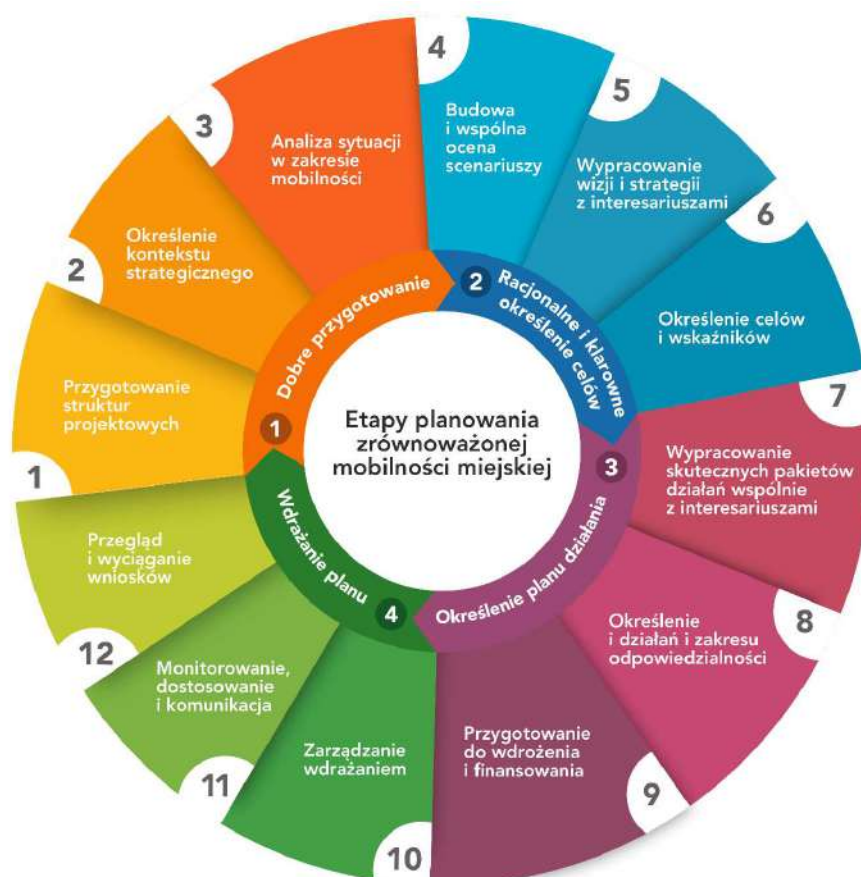 Etapy planowania
zrównoważonej
mobilności miejskiej
1
Dobre przygotowanie
2
Racjonalne i klarowne
określenie celów
3
Określenie planu działania
4
Wdrażanie planu
1
Przygotowanie
struktur
projektowych
2
Określenie
kontekstu
strategicznego
3
Analiza sytuacji
w zakresie
mobilności
4
Budowa
i wspólna
ocena
scenariuszy
5
Wypracowanie
wizji i strategii
z interesariuszami
6
Określenie celów
i wskaźników
7
Wypracowanie
skutecznych pakietów
działań wspólnie
z interesariuszami
8
Określenie
i działań i zakresu
odpowiedzialności
9
Przygotowanie
do wdrożenia
i finansowania
10
Zarządzanie
wdrażaniem
11
Monitorowanie,
dostosowanie
i komunikacja
12
Przegląd
i wyciąganie
wniosków